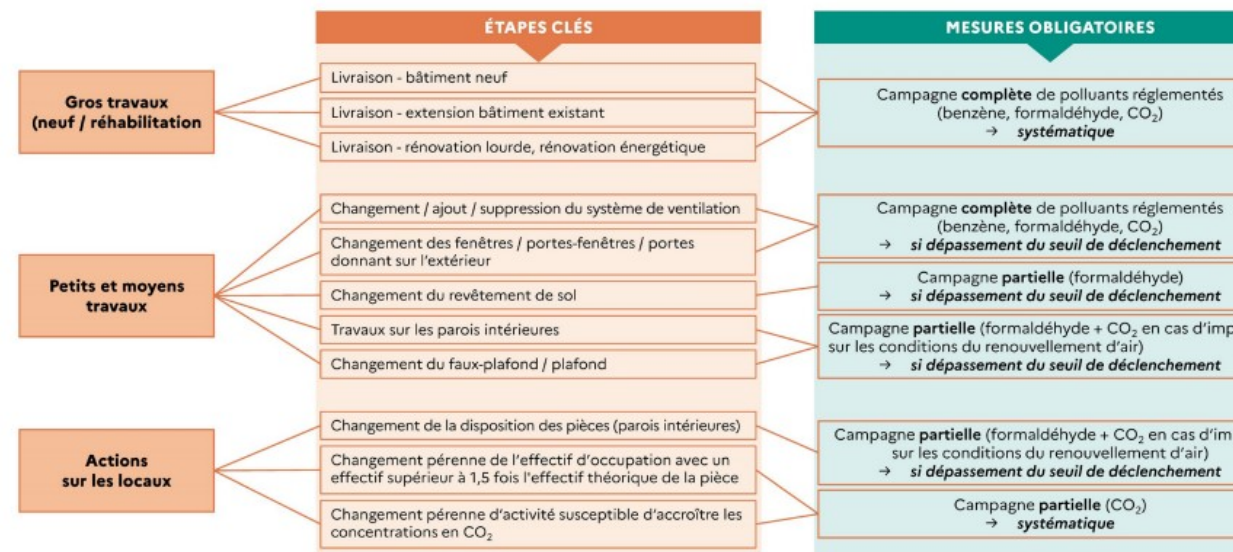 ÉTAPES CLÉS
MESURES OBLIGATOIRES
Gros travaux
(neuf / réhabilitation
Livraison - bâtiment neuf
Livraison - extension bâtiment existant
Livraison - rénovation lourde, rénovation énergétique
Campagne complète de polluants réglementés
(benzène, formaldéhyde, CO₂)
→ systématique
Petits et moyens
travaux
Changement / ajout / suppression du système de ventilation
Changement des fenêtres / portes-fenêtres / portes
donnant sur l'extérieur
Changement du revêtement de sol
Travaux sur les parois intérieures
Changement du faux-plafond / plafond
Campagne complète de polluants réglementés
(benzène, formaldéhyde, CO₂)
→ si dépassement du seuil de déclenchement
Campagne partielle (formaldéhyde)
→ si dépassement du seuil de déclenchement
Campagne partielle (formaldéhyde + CO₂ en cas d'imp
sur les conditions du renouvellement d'air)
→ si dépassement du seuil de déclenchement
Actions
sur les locaux
Changement de la disposition des pièces (parois intérieures)
Changement pérenne de l'effectif d'occupation avec un
effectif supérieur à 1,5 fois l'effectif théorique de la pièce
Changement pérenne d'activité susceptible d'accroître les
concentrations en CO₂
Campagne partielle (formaldéhyde + CO₂ en cas d'im
sur les conditions du renouvellement d'air)
→ si dépassement du seuil de déclenchement
Campagne partielle (CO₂)
→ systématique